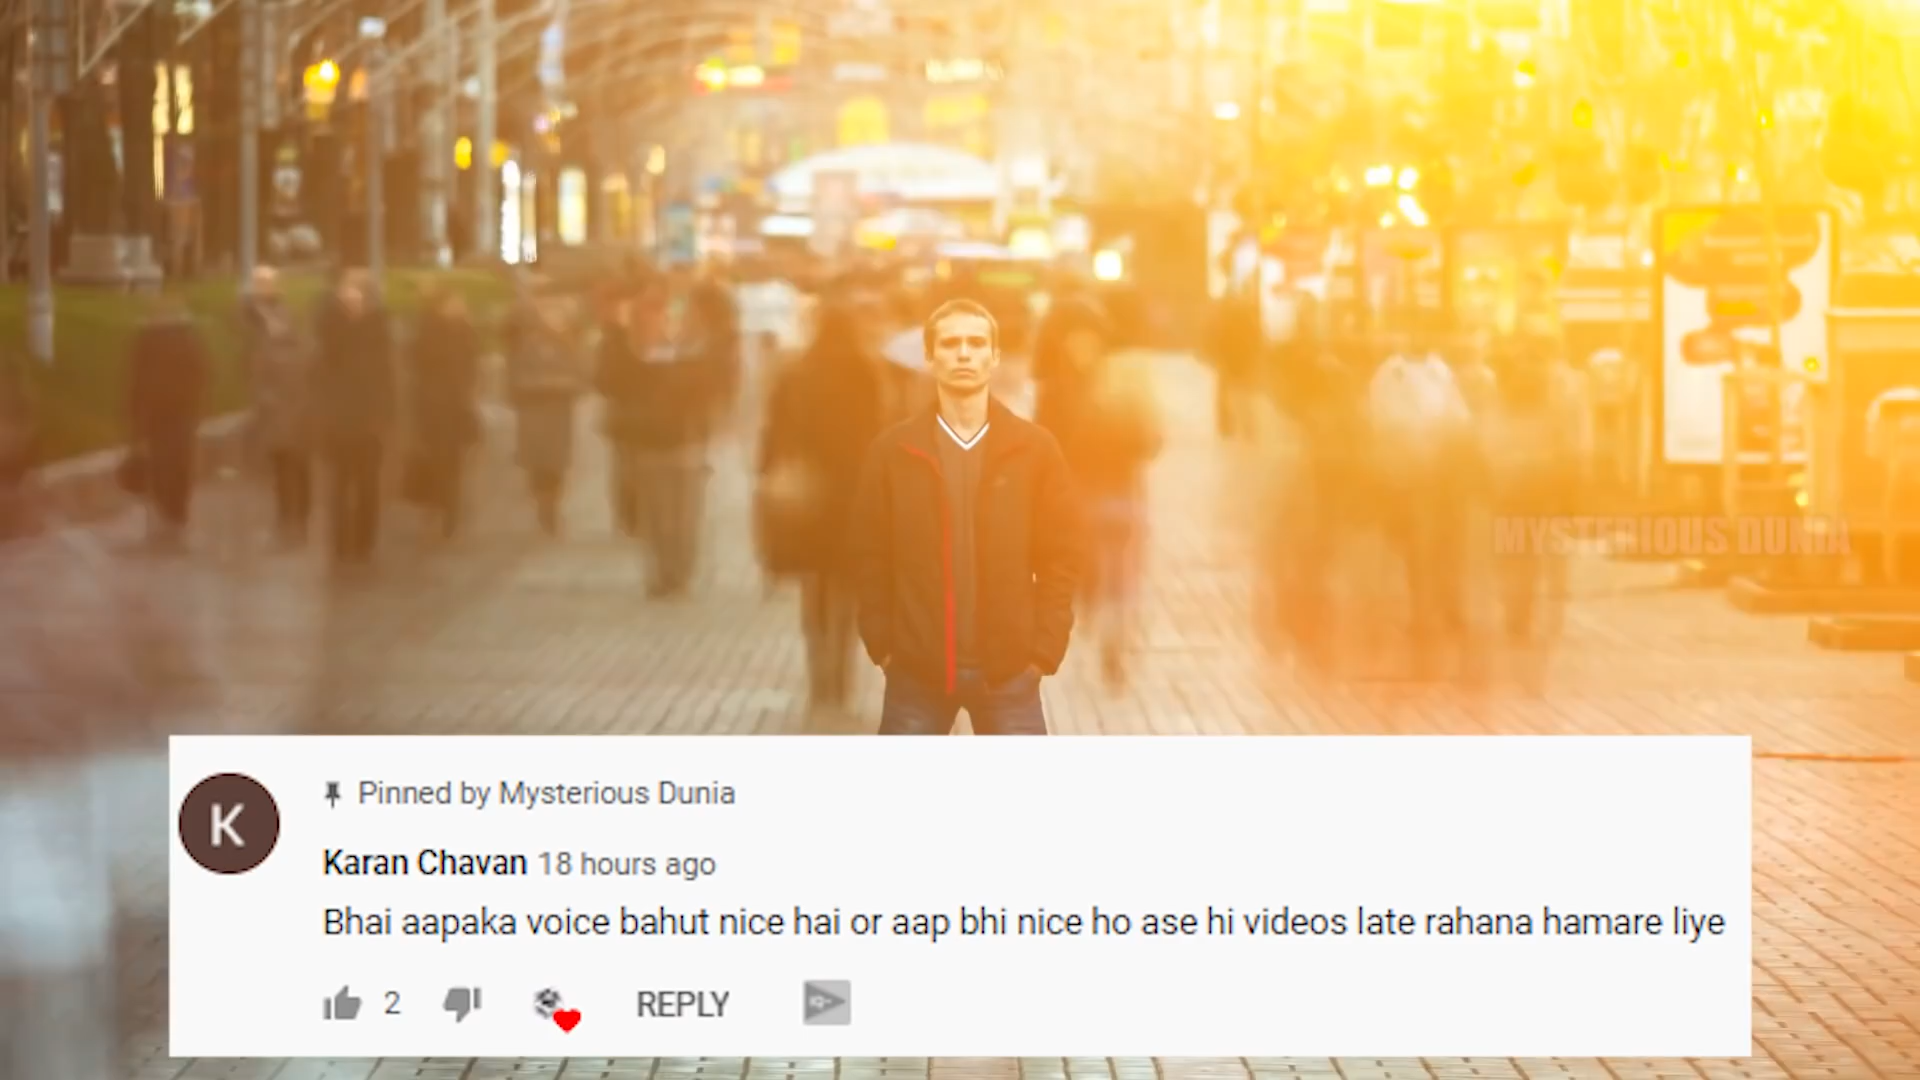 MYSTERIOUS DUNIA
Pinned by Mysterious Dunia
K
Karan Chavan 18 hours ago
Bhai aapaka voice bahut nice hai or aap bhi nice ho ase hi videos late rahana hamare liye
2
REPLY